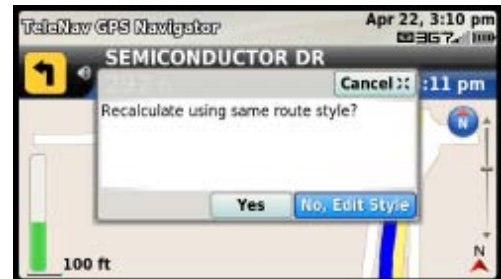 TeleNav GPS Navigator
Apr 22, 3:10 pm
3G
SEMICONDUCTOR DR
Cancel
:11 pm
Recalculate using same route style?
N
Yes
No, Edit Style
100 ft
N